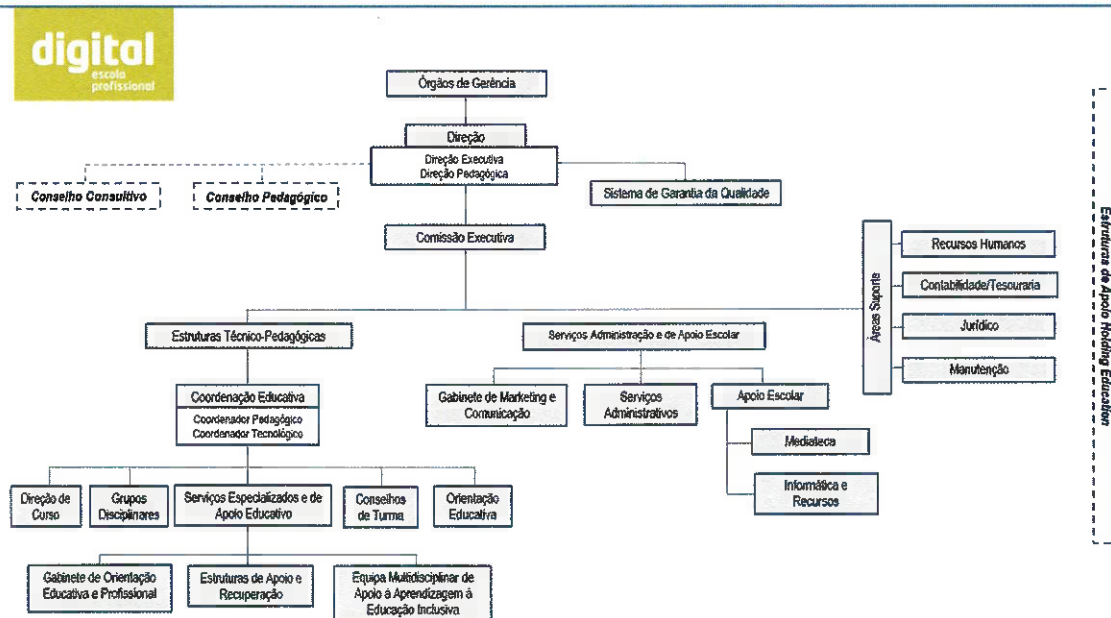 digital
escola
profissional
Órgãos de Gerência
Direção
Direção Executiva
Direção Pedagógica
Conselho Consultivo
Conselho Pedagógico
Sistema de Garantia da Qualidade
Comissão Executiva
Áreas Suporte
Recursos Humanos
Contabilidade/Tesouraria
Jurídico
Manutenção
Estruturas de Apoio Holding Education
Estruturas Técnico-Pedagógicas
Serviços Administração e de Apoio Escolar
Coordenação Educativa
Coordenador Pedagógico
Coordenador Tecnológico
Gabinete de Marketing e
Comunicação
Serviços
Administrativos
Apoio Escolar
Mediateca
Informática e
Recursos
Direção de
Curso
Grupos
Disciplinares
Serviços Especializados e de
Apoio Educativo
Conselhos
de Turma
Orientação
Educativa
Gabinete de Orientação
Educativa e Profissional
Estruturas de Apoio e
Recuperação
Equipa Multidisciplinar de
Apoio à Aprendizagem à
Educação Inclusiva